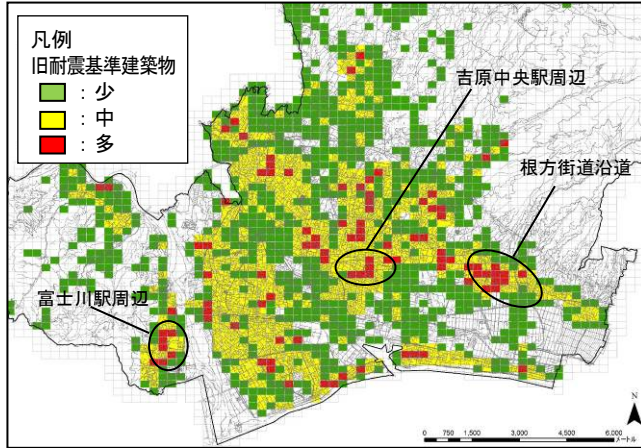 凡例
旧耐震基準建築物
：少
：中
：多
吉原中央駅周辺
根方街道沿道
富士川駅周辺
N
0 750 1,500 3,000 4,500 6,000
メートル